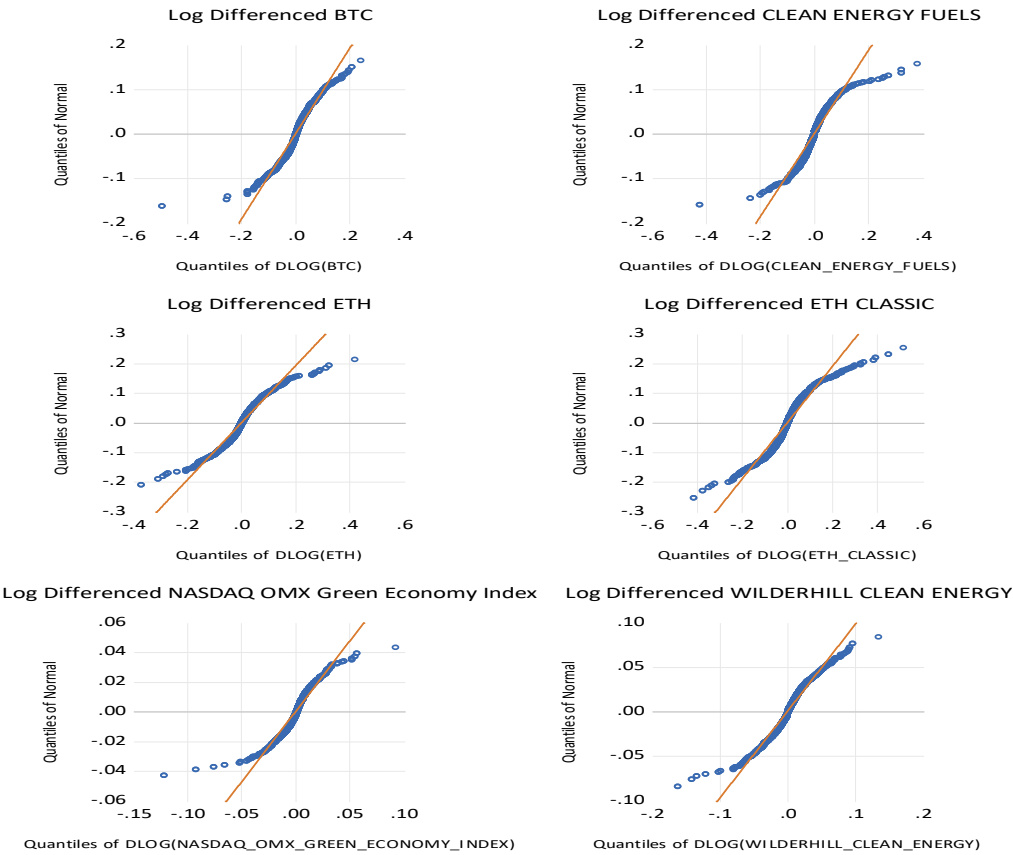 Log Differenced BTC
.2
.1
.0
-.1
-.2
-.6 -.4 -.2 .0 .2 .4
Quantiles of Normal
Quantiles of DLOG(BTC)
Log Differenced CLEAN ENERGY FUELS
.2
.1
.0
-.1
-.2
-.6 -.4 -.2 .0 .2 .4
Quantiles of Normal
Quantiles of DLOG(CLEAN_ENERGY_FUELS)
Log Differenced ETH
.3
.2
.1
.0
-.1
-.2
-.3
-.4 -.2 .0 .2 .4 .6
Quantiles of Normal
Quantiles of DLOG(ETH)
Log Differenced ETH CLASSIC
.3
.2
.1
.0
-.1
-.2
-.3
-.6 -.4 -.2 .0 .2 .4 .6
Quantiles of Normal
Quantiles of DLOG(ETH_CLASSIC)
Log Differenced NASDAQ OMX Green Economy Index
.06
.04
.02
.00
-.02
-.04
-.06
-.15 -.10 -.05 .00 .05 .10
Quantiles of Normal
Quantiles of DLOG(NASDAQ_OMX_GREEN_ECONOMY_INDEX)
Log Differenced WILDERHILL CLEAN ENERGY
.10
.05
.00
-.05
-.10
-.2 -.1 .0 .1 .2
Quantiles of Normal
Quantiles of DLOG(WILDERHILL_CLEAN_ENERGY)